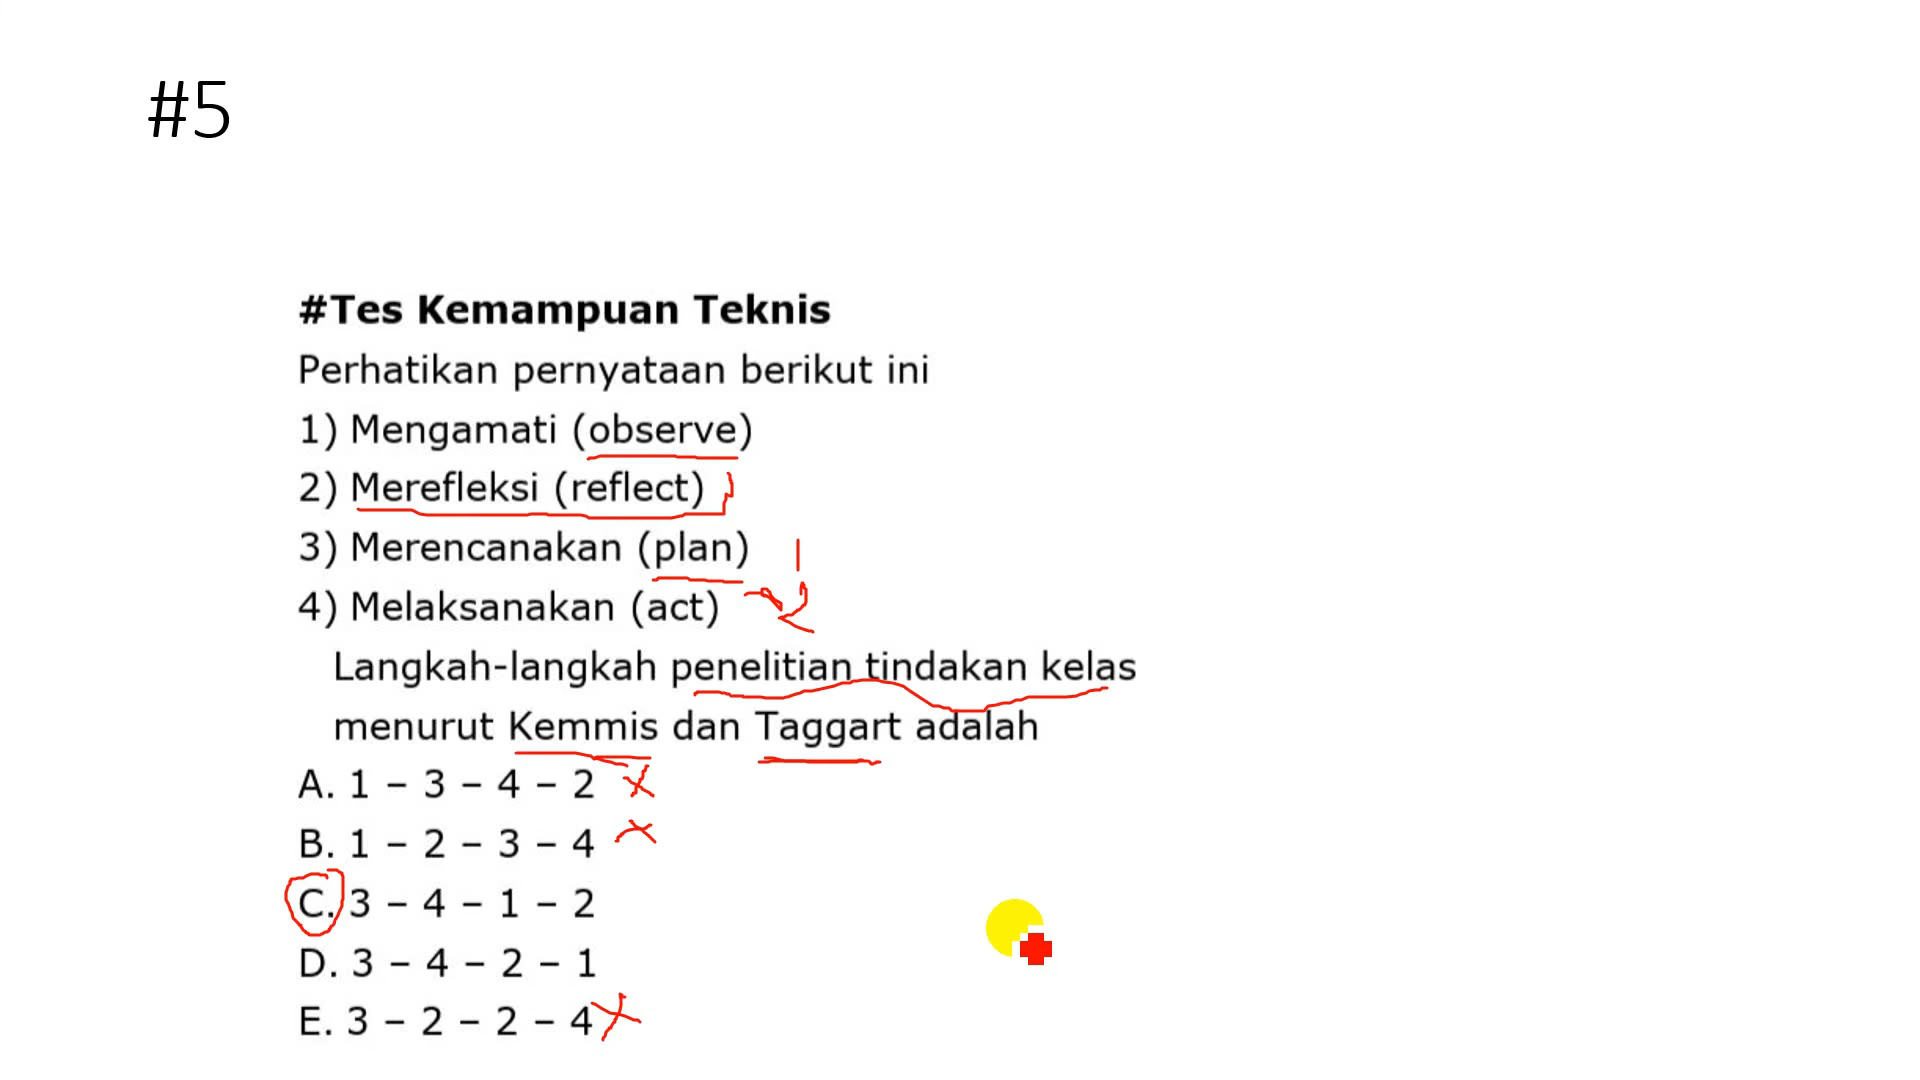 #5
#Tes Kemampuan Teknis
Perhatikan pernyataan berikut ini
1) Mengamati (observe)
2) Merefleksi (reflect)
3) Merencanakan (plan)
4) Melaksanakan (act)
Langkah-langkah penelitian tindakan kelas
menurut Kemmis dan Taggart adalah
A. 1 – 3 – 4 – 2
B. 1 – 2 – 3 – 4
C. 3 – 4 – 1 – 2
D. 3 – 4 – 2 – 1
E. 3 – 2 – 2 – 4